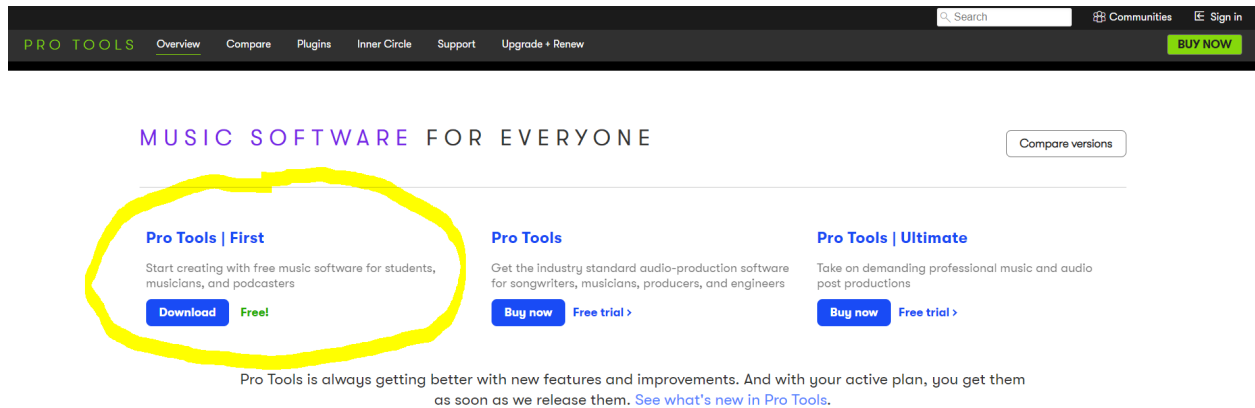 Search Communities Sign in
PRO TOOLS Overview Compare Plugins Inner Circle Support Upgrade + Renew BUY NOW
MUSIC SOFTWARE FOR EVERYONE
Compare versions
Pro Tools | First
Start creating with free music software for students,
musicians, and podcasters
Download Free!
Pro Tools
Get the industry standard audio-production software
for songwriters, musicians, producers, and engineers
Buy now Free trial ›
Pro Tools | Ultimate
Take on demanding professional music and audio
post productions
Buy now Free trial ›
Pro Tools is always getting better with new features and improvements. And with your active plan, you get them
as soon as we release them. See what's new in Pro Tools.